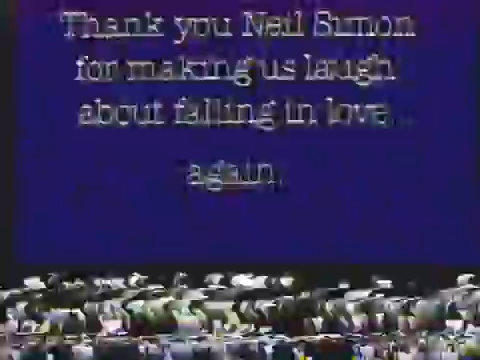 Thank you Neil Simon
for making us laugh
about falling in love...
again.